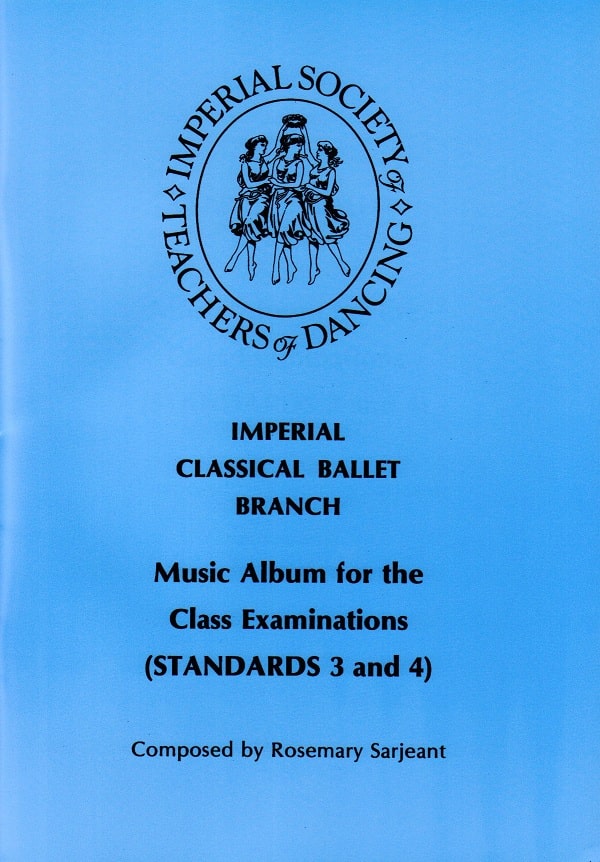 IMPERIAL SOCIETY of
TEACHERS of DANCING
IMPERIAL
CLASSICAL BALLET
BRANCH
Music Album for the
Class Examinations
(STANDARDS 3 and 4)
Composed by Rosemary Sarjeant